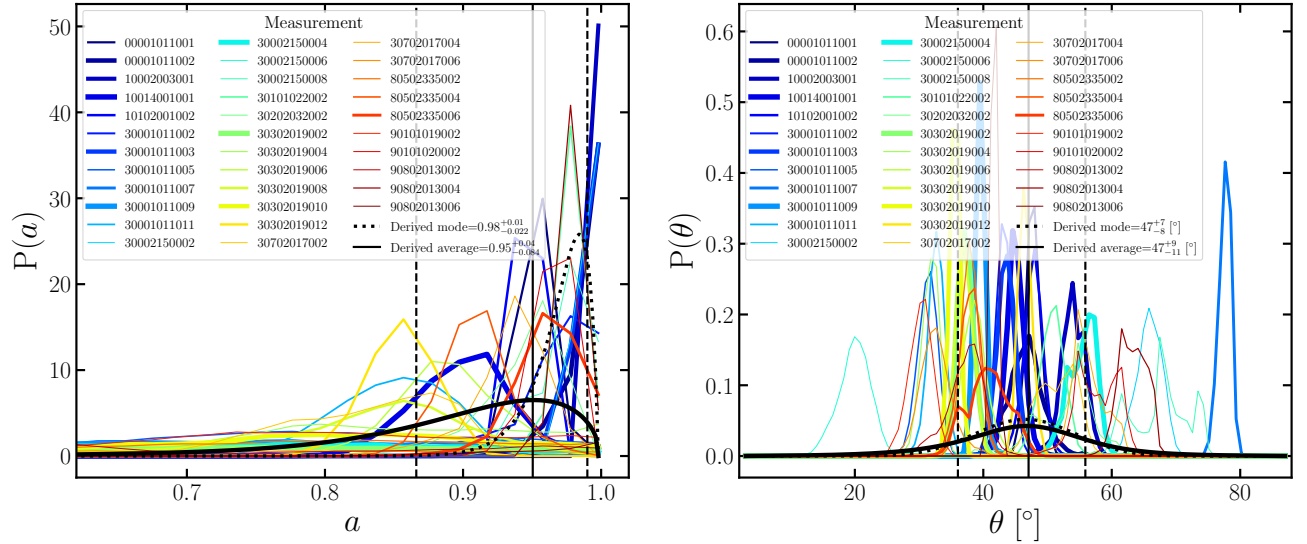 Measurement
00001011001 30002150004 30702017004
00001011002 30002150006 30702017006
10002003001 30002150008 80502335002
10014001001 30101022002 80502335004
10102001002 30202032002 80502335006
30001011002 30302019002 90101019002
30001011003 30302019004 90101020002
30001011005 30302019006 90802013002
30001011007 30302019008 90802013004
30001011009 30302019010 90802013006
30001011011 30302019012 Derived mode=0.98+0.01−0.022
30002150002 30702017002 Derived average=0.95+0.04−0.084
P(a)
50
40
30
20
10
0
0.7 0.8 0.9 1.0
a
Measurement
00001011001 30002150004 30702017004
00001011002 30002150006 30702017006
10002003001 30002150008 80502335002
10014001001 30101022002 80502335004
10102001002 30202032002 80502335006
30001011002 30302019002 90101019002
30001011003 30302019004 90101020002
30001011005 30302019006 90802013002
30001011007 30302019008 90802013004
30001011009 30302019010 90802013006
30001011011 30302019012 Derived mode=47+7−8 [°]
30002150002 30702017002 Derived average=47+9−11 [°]
P(θ)
0.6
0.5
0.4
0.3
0.2
0.1
0.0
20 40 60 80
θ [°]